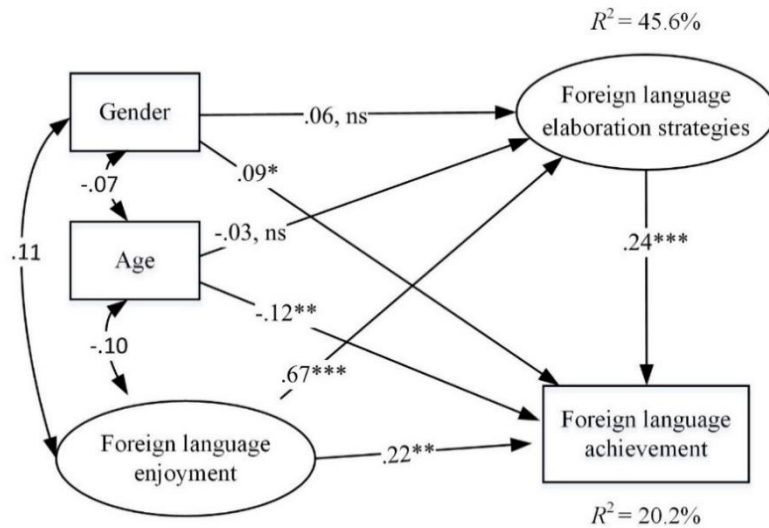 R² = 45.6%
Gender
.06, ns
Foreign language
elaboration strategies
-.07
.09*
-.03, ns
.24***
.11
Age
-.12**
-.10
.67***
Foreign language
enjoyment
.22**
Foreign language
achievement
R² = 20.2%